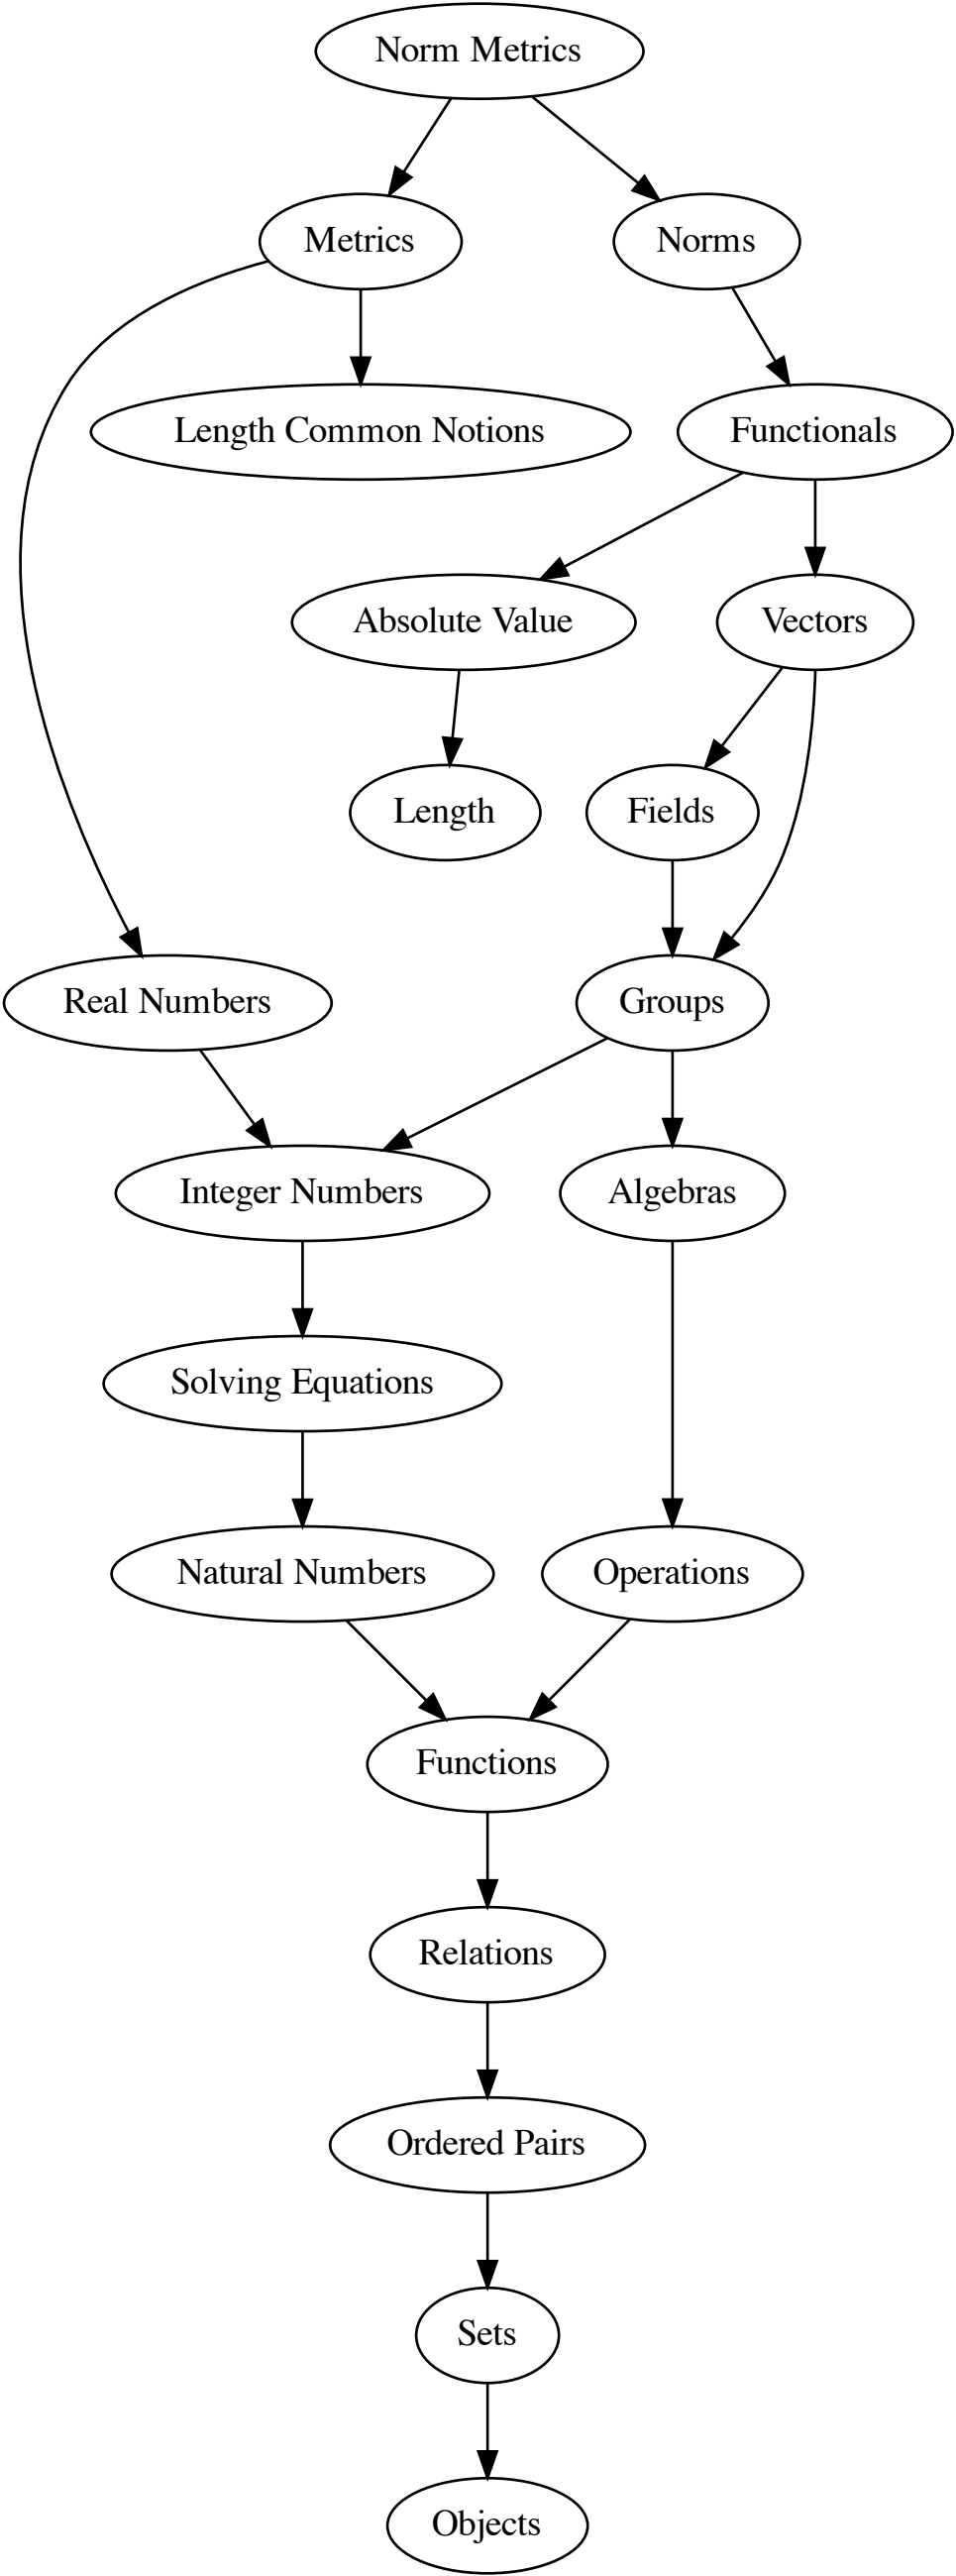 Norm Metrics
Metrics
Norms
Length Common Notions
Functionals
Absolute Value
Vectors
Length
Fields
Real Numbers
Groups
Integer Numbers
Algebras
Solving Equations
Natural Numbers
Operations
Functions
Relations
Ordered Pairs
Sets
Objects